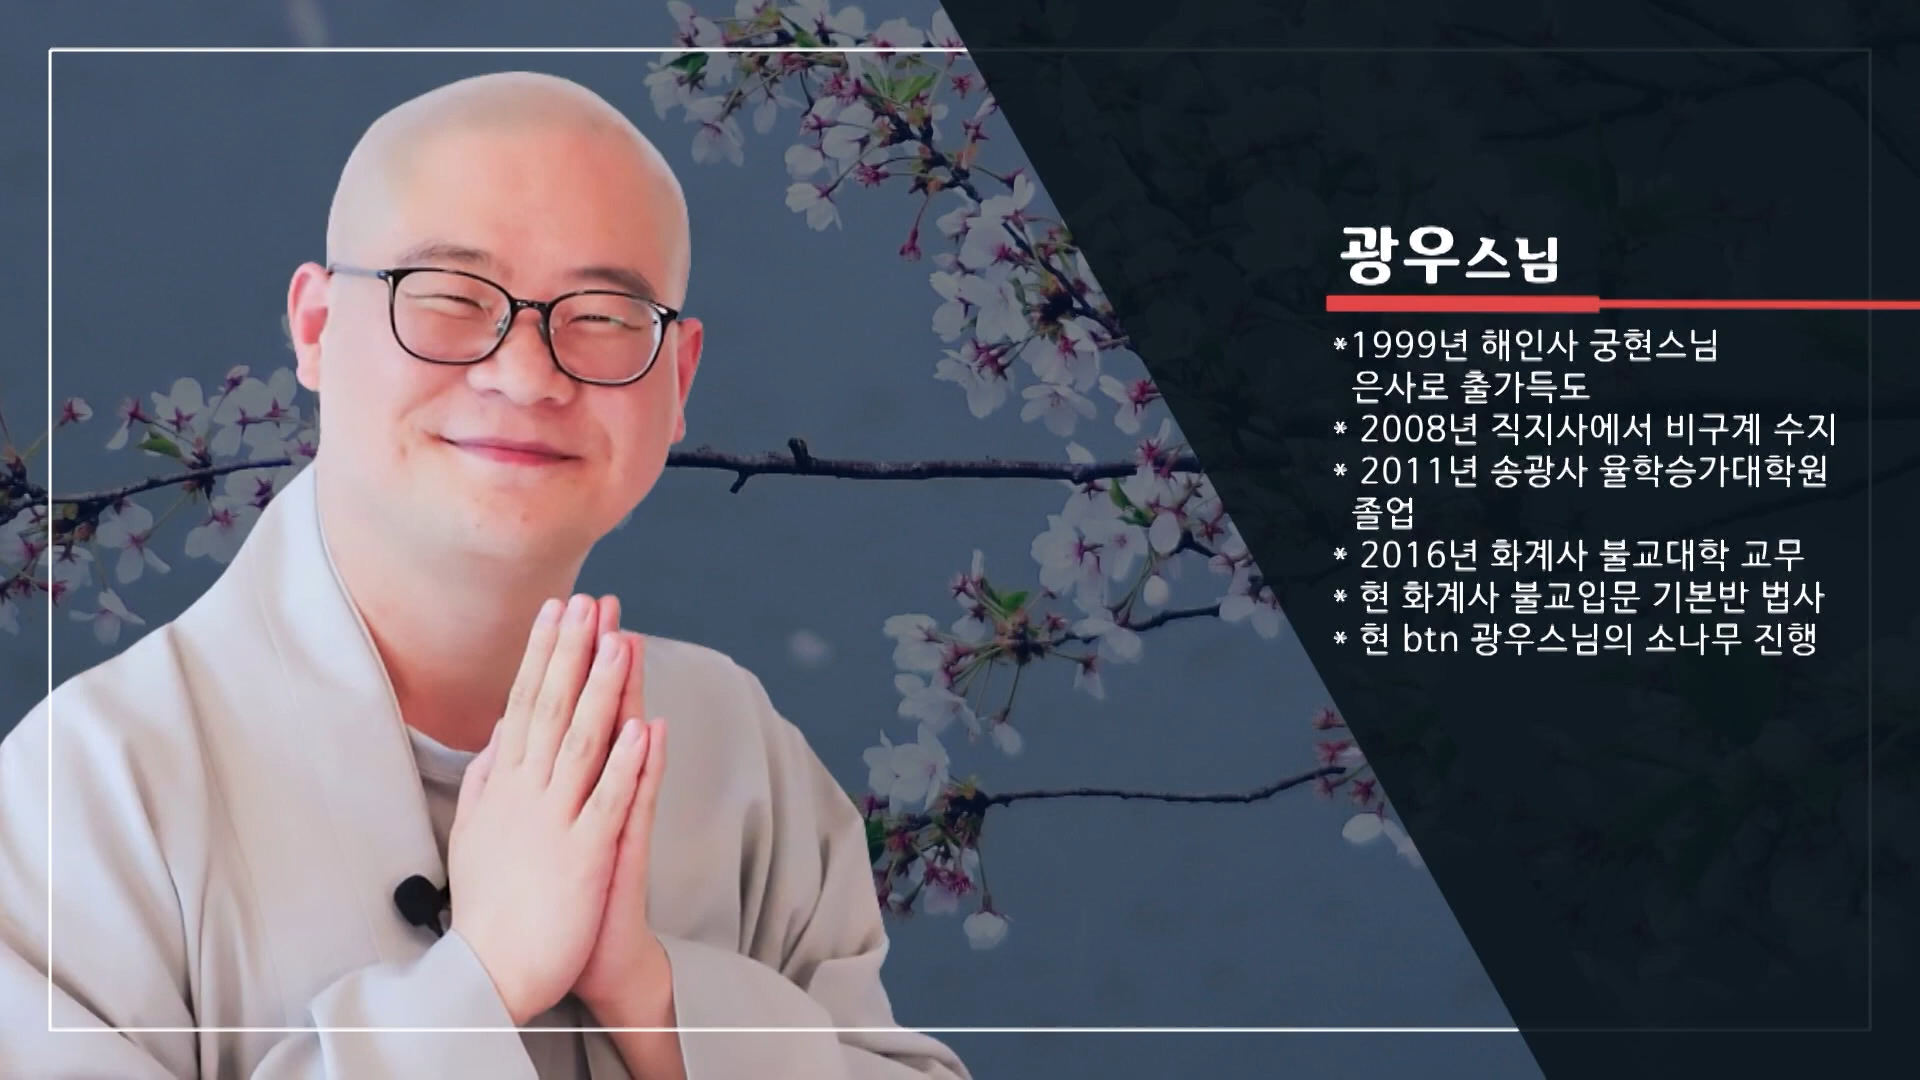 광우스님
*1999년 해인사 궁현스님
은사로 출가득도
* 2008년 직지사에서 비구계 수지
* 2011년 송광사 율학승가대학원
졸업
* 2016년 화계사 불교대학 교무
* 현 화계사 불교입문 기본반 법사
* 현 btn 광우스님의 소나무 진행